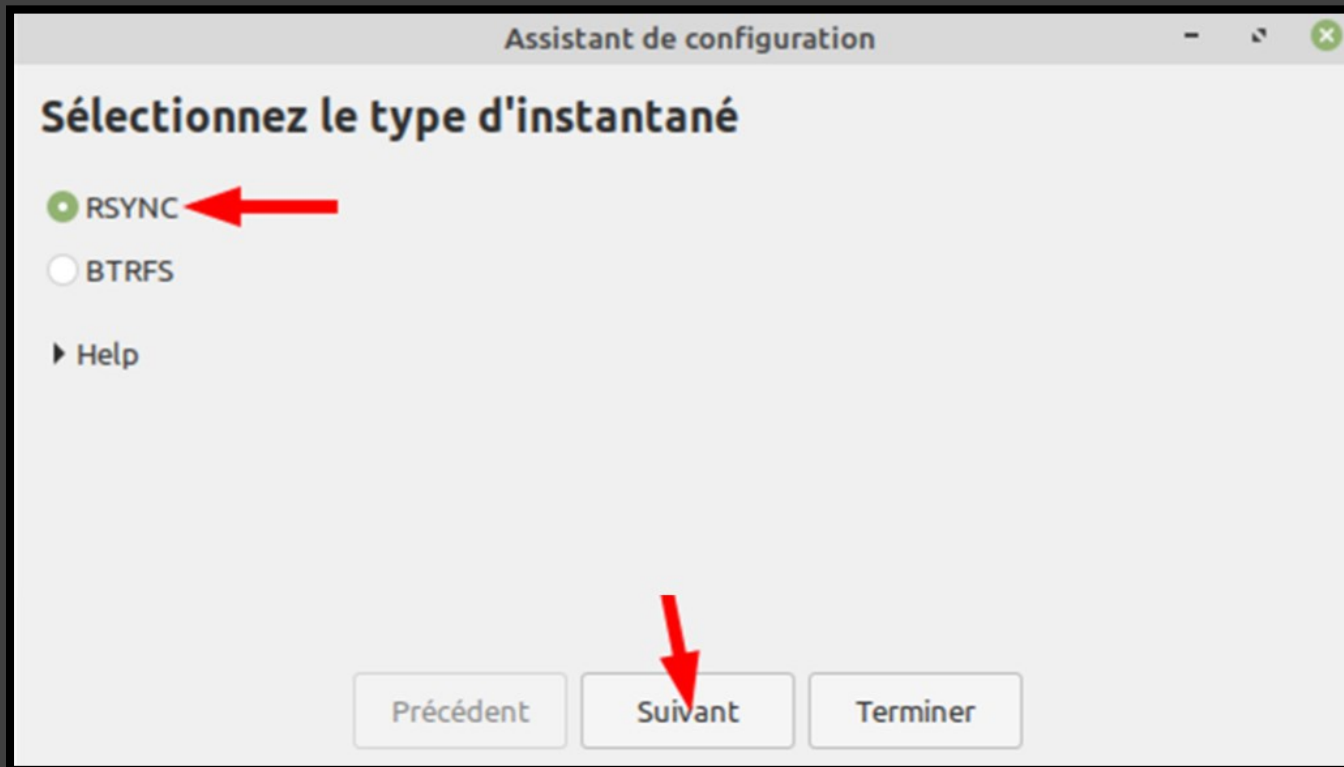 Assistant de configuration
Sélectionnez le type d'instantané
RSYNC
BTRFS
Help
Précédent Suivant Terminer